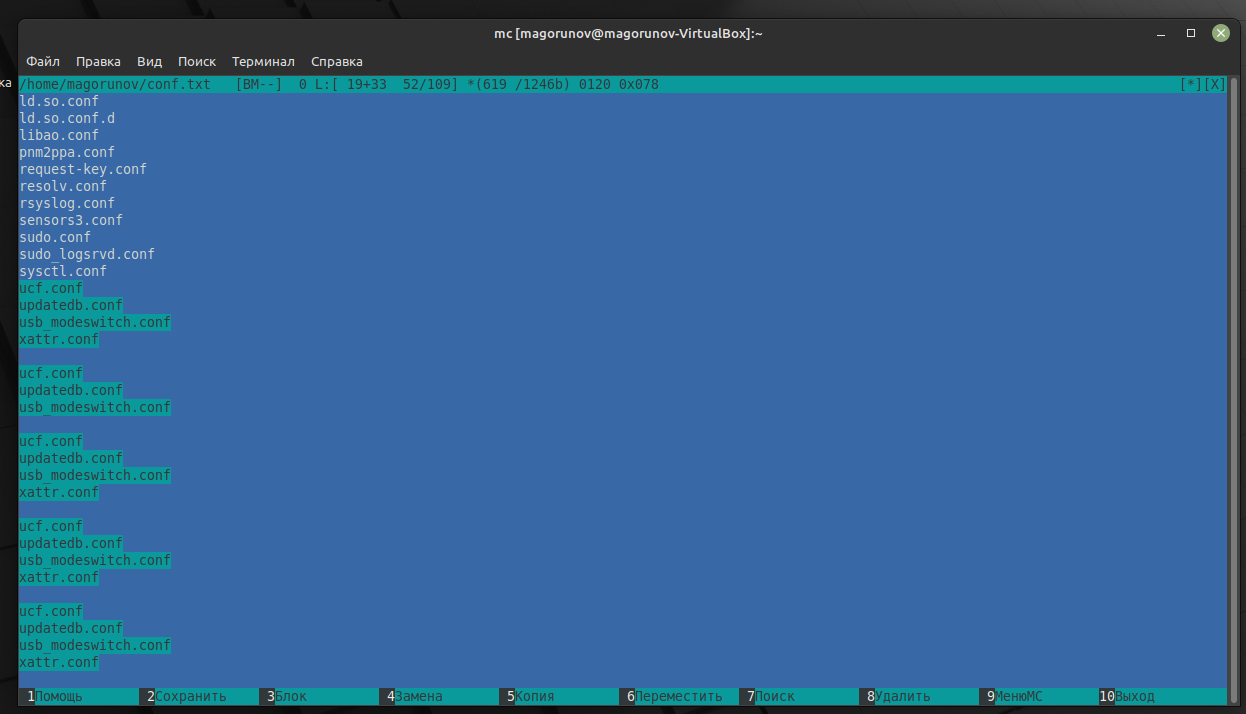 mc [magorunov@magorunov-VirtualBox]:~
Файл Правка Вид Поиск Терминал Справка
ка
/home/magorunov/conf.txt [BM--] 0 L:[ 19+33 52/109] *(619 /1246b) 0120 0x078 [*][X]
ld.so.conf
ld.so.conf.d
libao.conf
pnm2ppa.conf
request-key.conf
resolv.conf
rsyslog.conf
sensors3.conf
sudo.conf
sudo_logsrvd.conf
sysctl.conf
ucf.conf
updatedb.conf
usb_modeswitch.conf
xattr.conf
ucf.conf
updatedb.conf
usb_modeswitch.conf
ucf.conf
updatedb.conf
usb_modeswitch.conf
xattr.conf
ucf.conf
updatedb.conf
usb_modeswitch.conf
xattr.conf
ucf.conf
updatedb.conf
usb_modeswitch.conf
xattr.conf
1Помощь 2Сохранить 3Блок 4Замена 5Копия 6Переместить 7Поиск 8Удалить 9МенюMC 10Выход